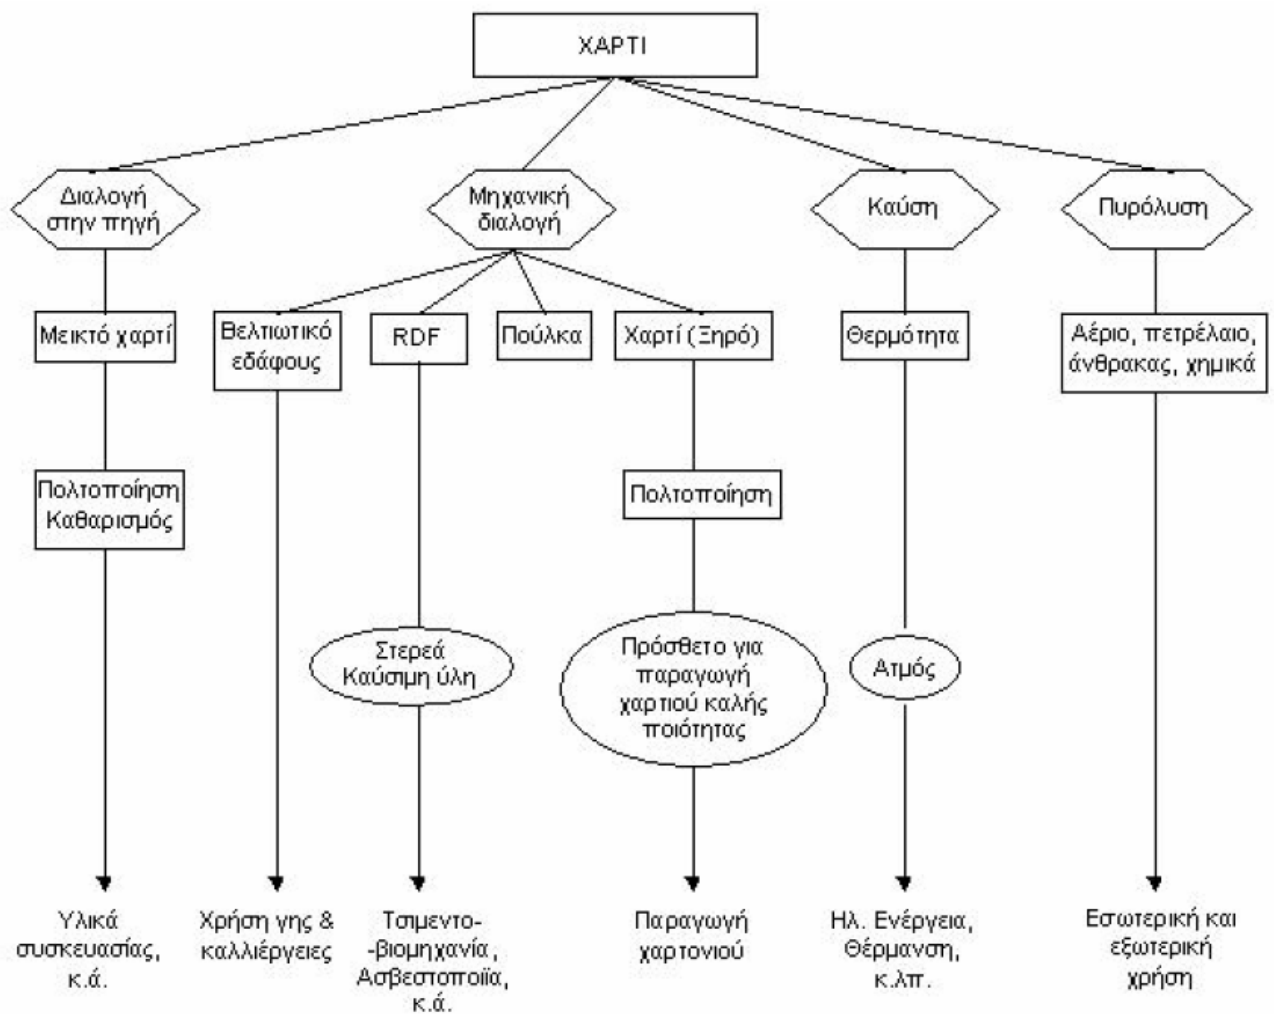 ΧΑΡΤΙ
Διαλογή
στην πηγή
Μηχανική
διαλογή
Καύση
Πυρόλυση
Μεικτό χαρτί
Βελτιωτικό
εδάφους
RDF
Πούλκα
Χαρτί (Ξηρό)
Θερμότητα
Αέριο, πετρέλαιο,
άνθρακας, χημικά
Πολτοποίηση
Καθαρισμός
Πολτοποίηση
Στερεά
Καύσιμη ύλη
Πρόσθετο για
παραγωγή
χαρτιού καλής
ποιότητας
Ατμός
Υλικά
συσκευασίας,
κ.ά.
Χρήση γης &
καλλιέργειες
Τσιμεντο-
-βιομηχανία,
Ασβεστοποιϊα,
κ.ά.
Παραγωγή
χαρτονιού
Ηλ. Ενέργεια,
Θέρμανση,
κ.λπ.
Εσωτερική και
εξωτερική
χρήση